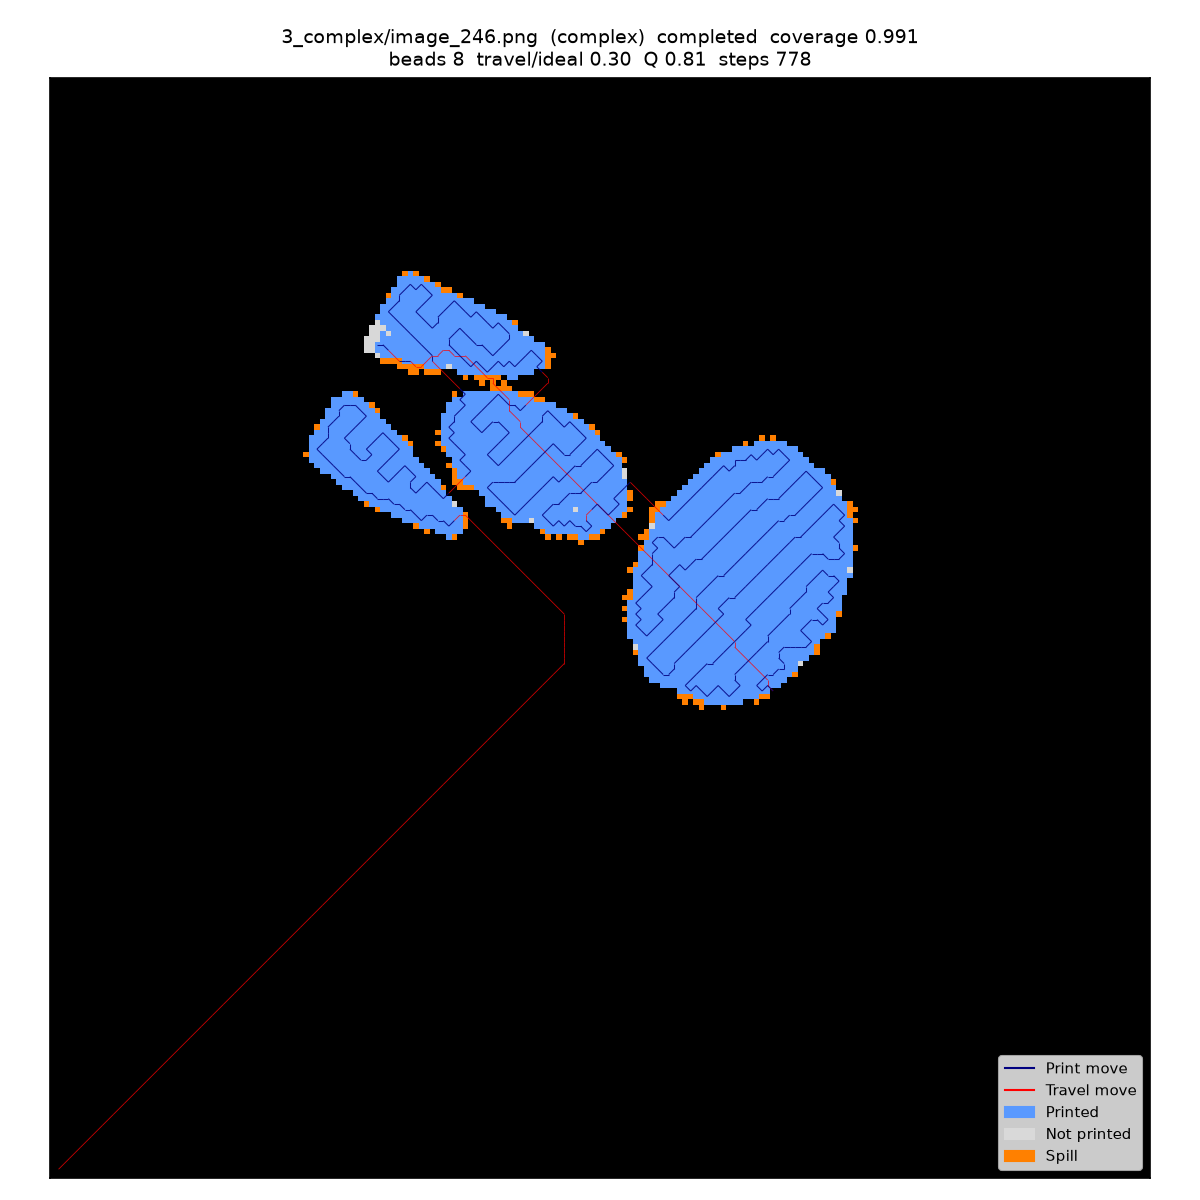 3_complex/image_246.png  (complex)  completed  coverage 0.991
beads 8  travel/ideal 0.30  Q 0.81  steps 778
Print move
Travel move
Printed
Not printed
Spill